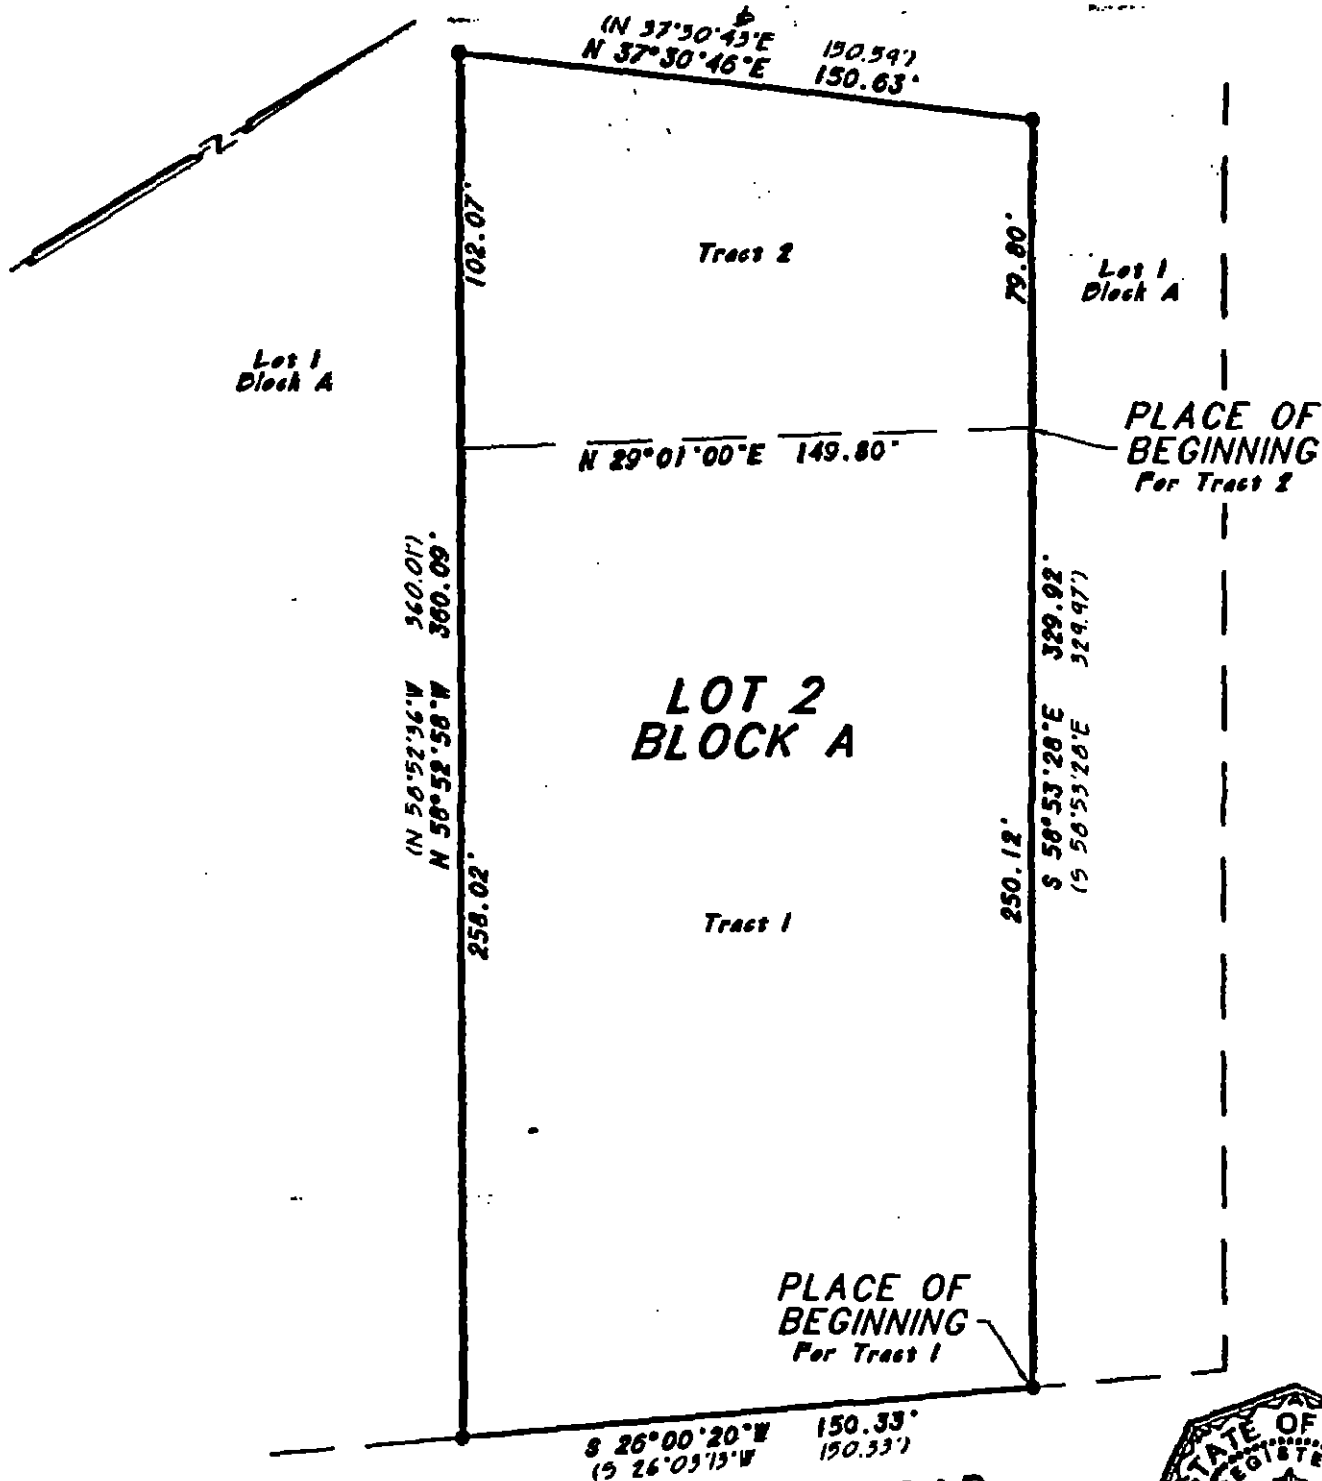 (N 37°30'43"E 150.59')
N 37°30'46"E 150.63'
N
102.07'
Tract 2
79.80'
Lot 1
Block A
Lot 1
Block A
PLACE OF
BEGINNING
For Tract 2
N 29°01'00"E 149.80'
(N 58°52'36"W 360.01')
N 58°52'58"W 360.09'
LOT 2
BLOCK A
S 58°53'28"E 329.92'
(S 58°53'28"E 329.97')
258.02'
250.12'
Tract 1
PLACE OF
BEGINNING
For Tract 1
S 26°00'20"W 150.33'
(S 26°03'13"W 150.33')
STATE OF